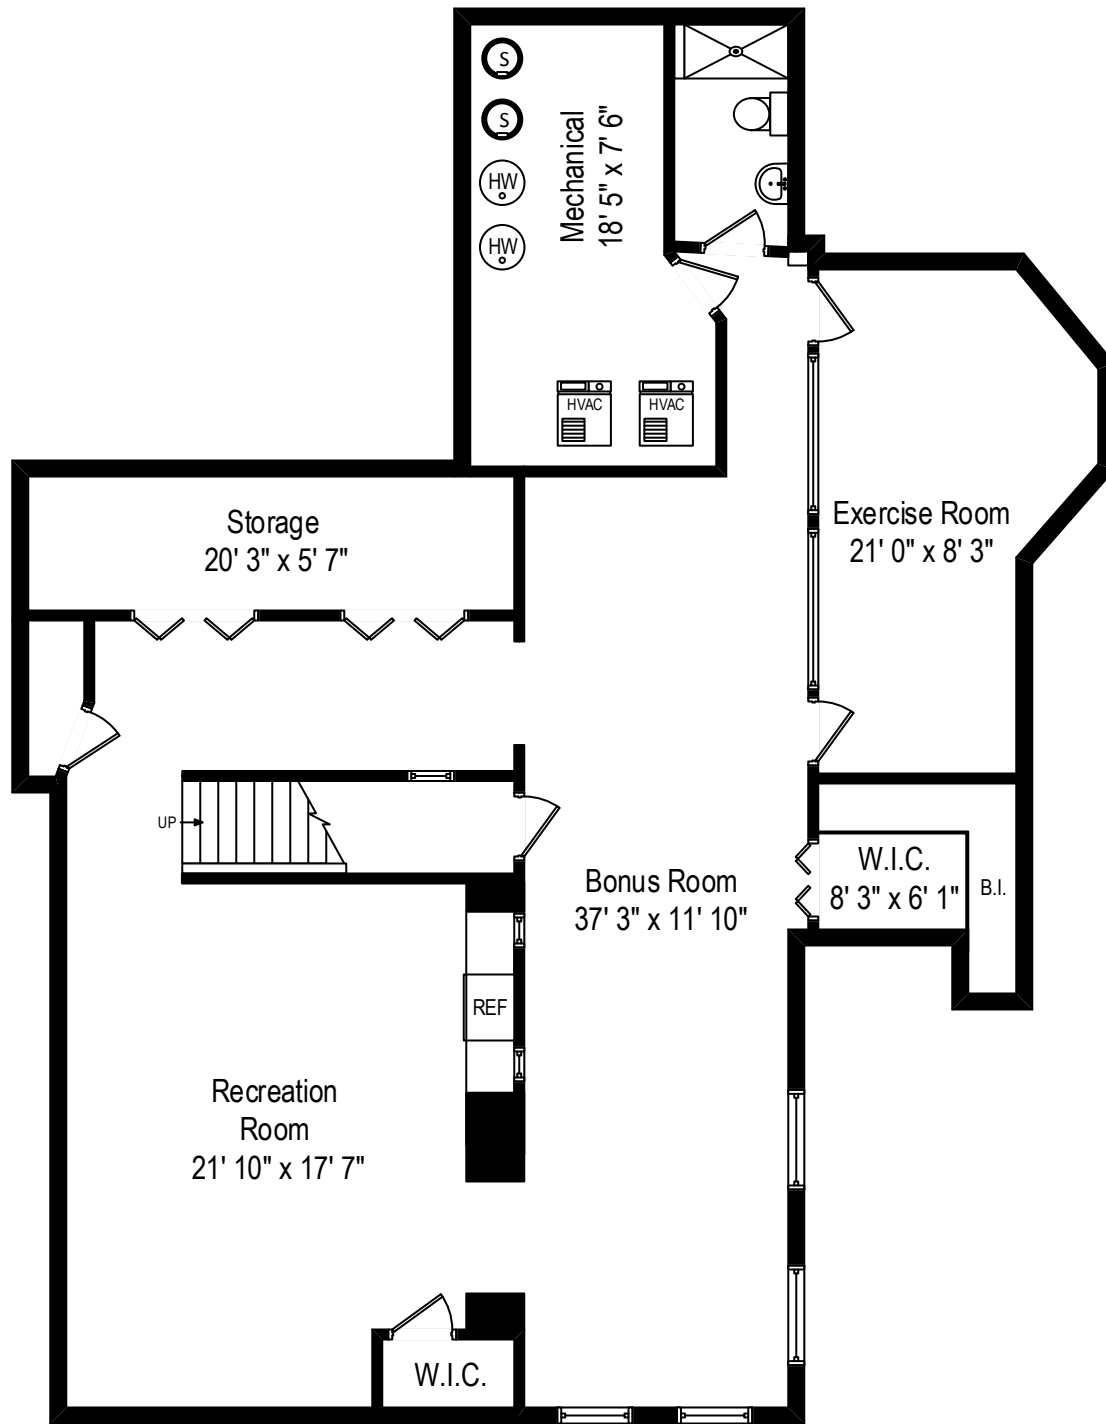 S
S
HW
HW
Mechanical
18' 5" x 7' 6"
HVAC
HVAC
Storage
20' 3" x 5' 7"
Exercise Room
21' 0" x 8' 3"
UP
Bonus Room
37' 3" x 11' 10"
W.I.C.
8' 3" x 6' 1"
B.I.
REF
Recreation
Room
21' 10" x 17' 7"
W.I.C.